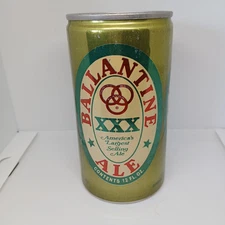 BALLANTINE
XXX
America's
Largest
Selling
Ale
ALE
CONTENTS 12 FL. OZ.